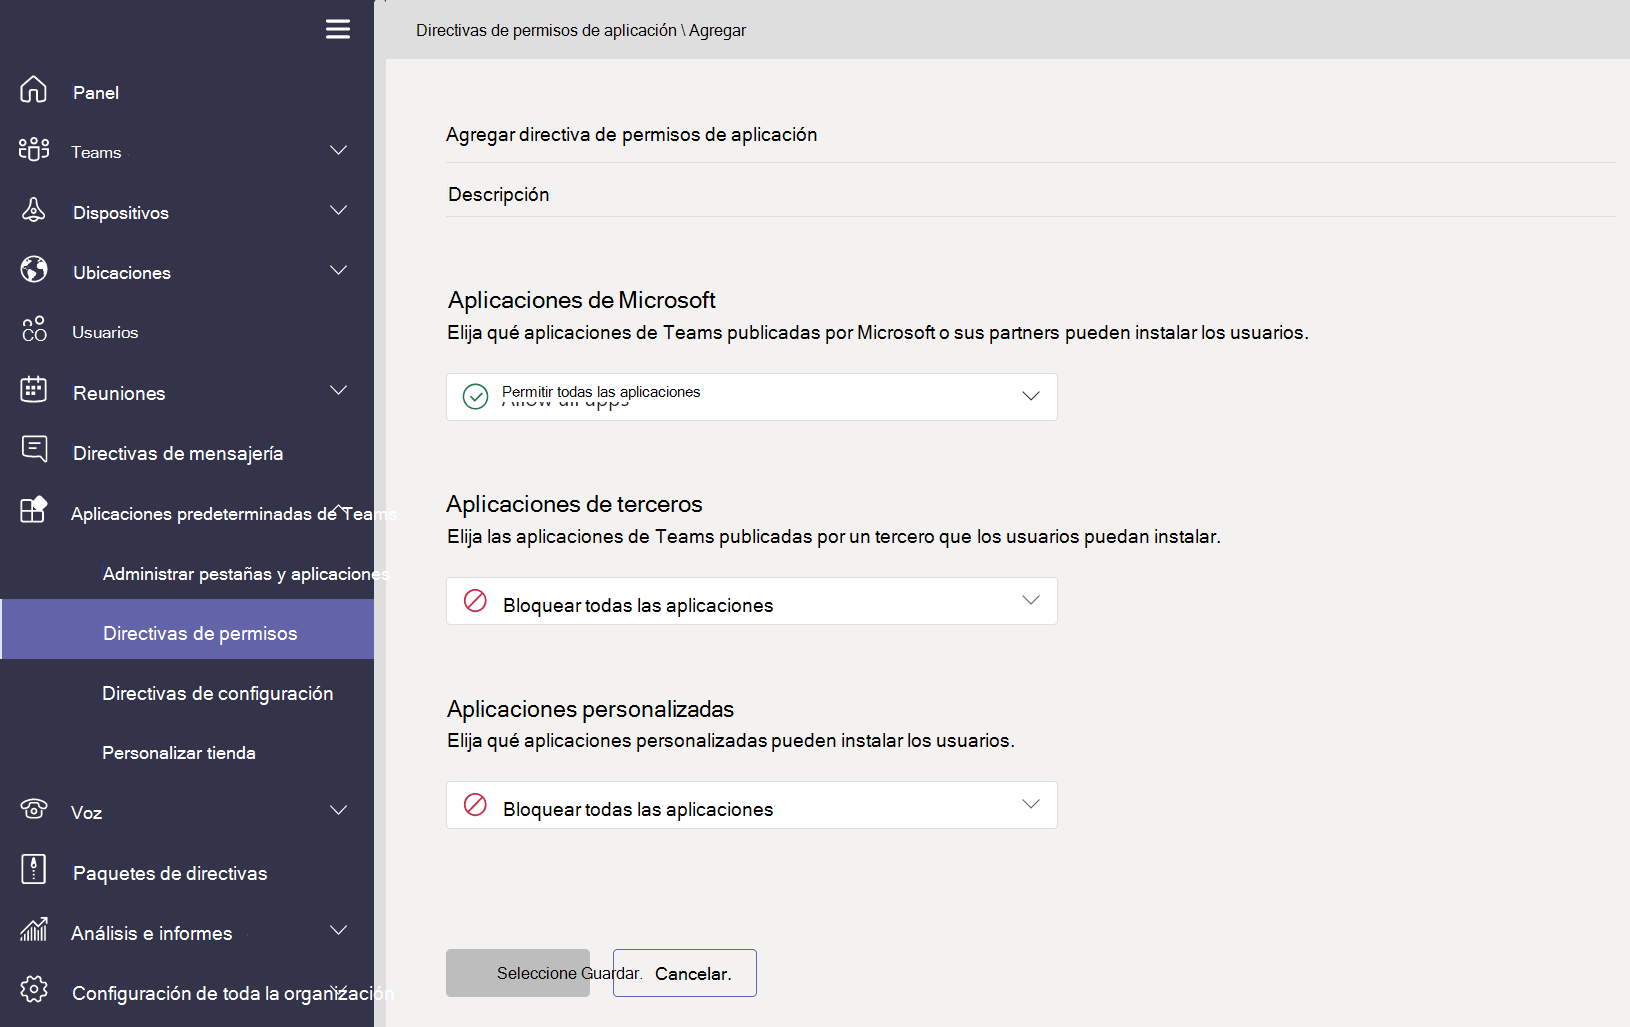 Directivas de permisos de aplicación \ Agregar
Panel
Teams
Dispositivos
Ubicaciones
Usuarios
Reuniones
Directivas de mensajería
Aplicaciones predeterminadas de Teams
Administrar pestañas y aplicaciones
Directivas de permisos
Directivas de configuración
Personalizar tienda
Voz
Paquetes de directivas
Análisis e informes
Configuración de toda la organización
Agregar directiva de permisos de aplicación
Descripción
Aplicaciones de Microsoft
Elija qué aplicaciones de Teams publicadas por Microsoft o sus partners pueden instalar los usuarios.
Permitir todas las aplicaciones
Allow all apps
Aplicaciones de terceros
Elija las aplicaciones de Teams publicadas por un tercero que los usuarios puedan instalar.
Bloquear todas las aplicaciones
Aplicaciones personalizadas
Elija qué aplicaciones personalizadas pueden instalar los usuarios.
Bloquear todas las aplicaciones
Seleccione Guardar. Cancelar.